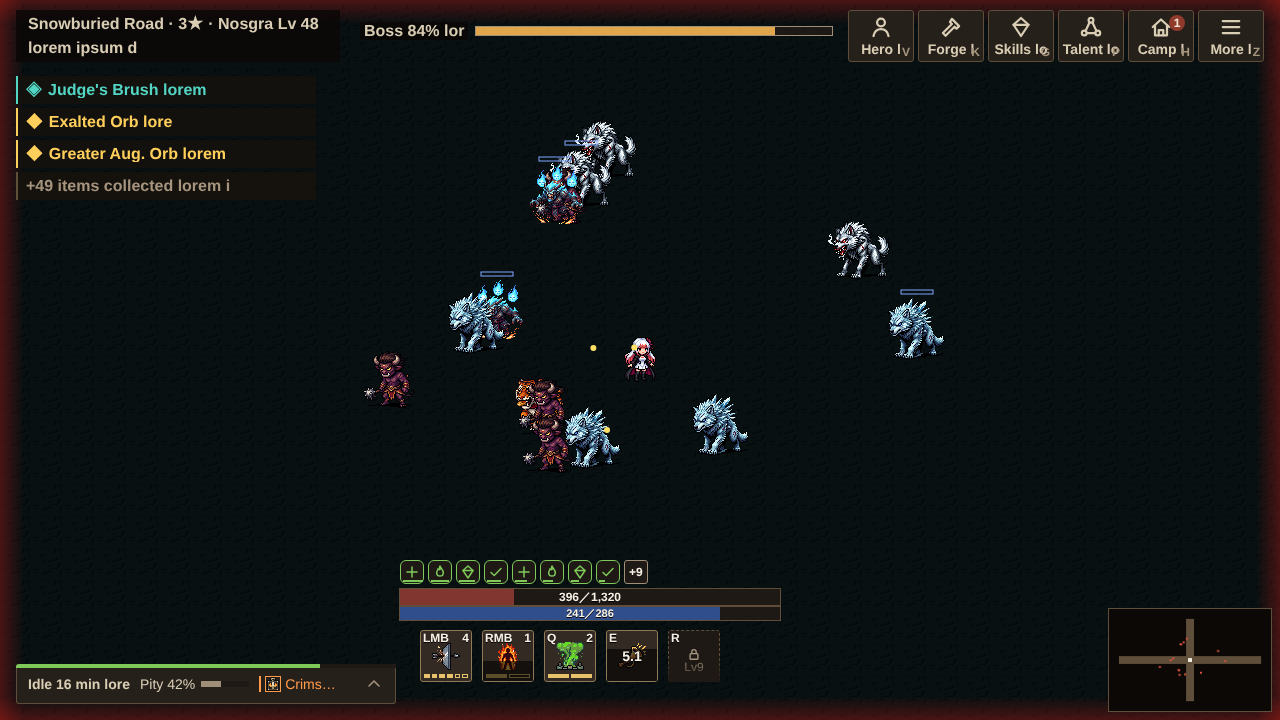 Snowburied Road · 3★ · Nosgra Lv 48
lorem ipsum d
Boss 84% lor
Hero l V
Forge l K
Skills lo G
Talent lo P
Camp l H
1
More l Z
◈ Judge's Brush lorem
◆ Exalted Orb lore
◆ Greater Aug. Orb lorem
+49 items collected lorem i
+9
396／1,320
241／286
LMB 4
RMB 1
Q 2
E 5.1
R Lv9
Idle 16 min lore
Pity 42%
Crims…